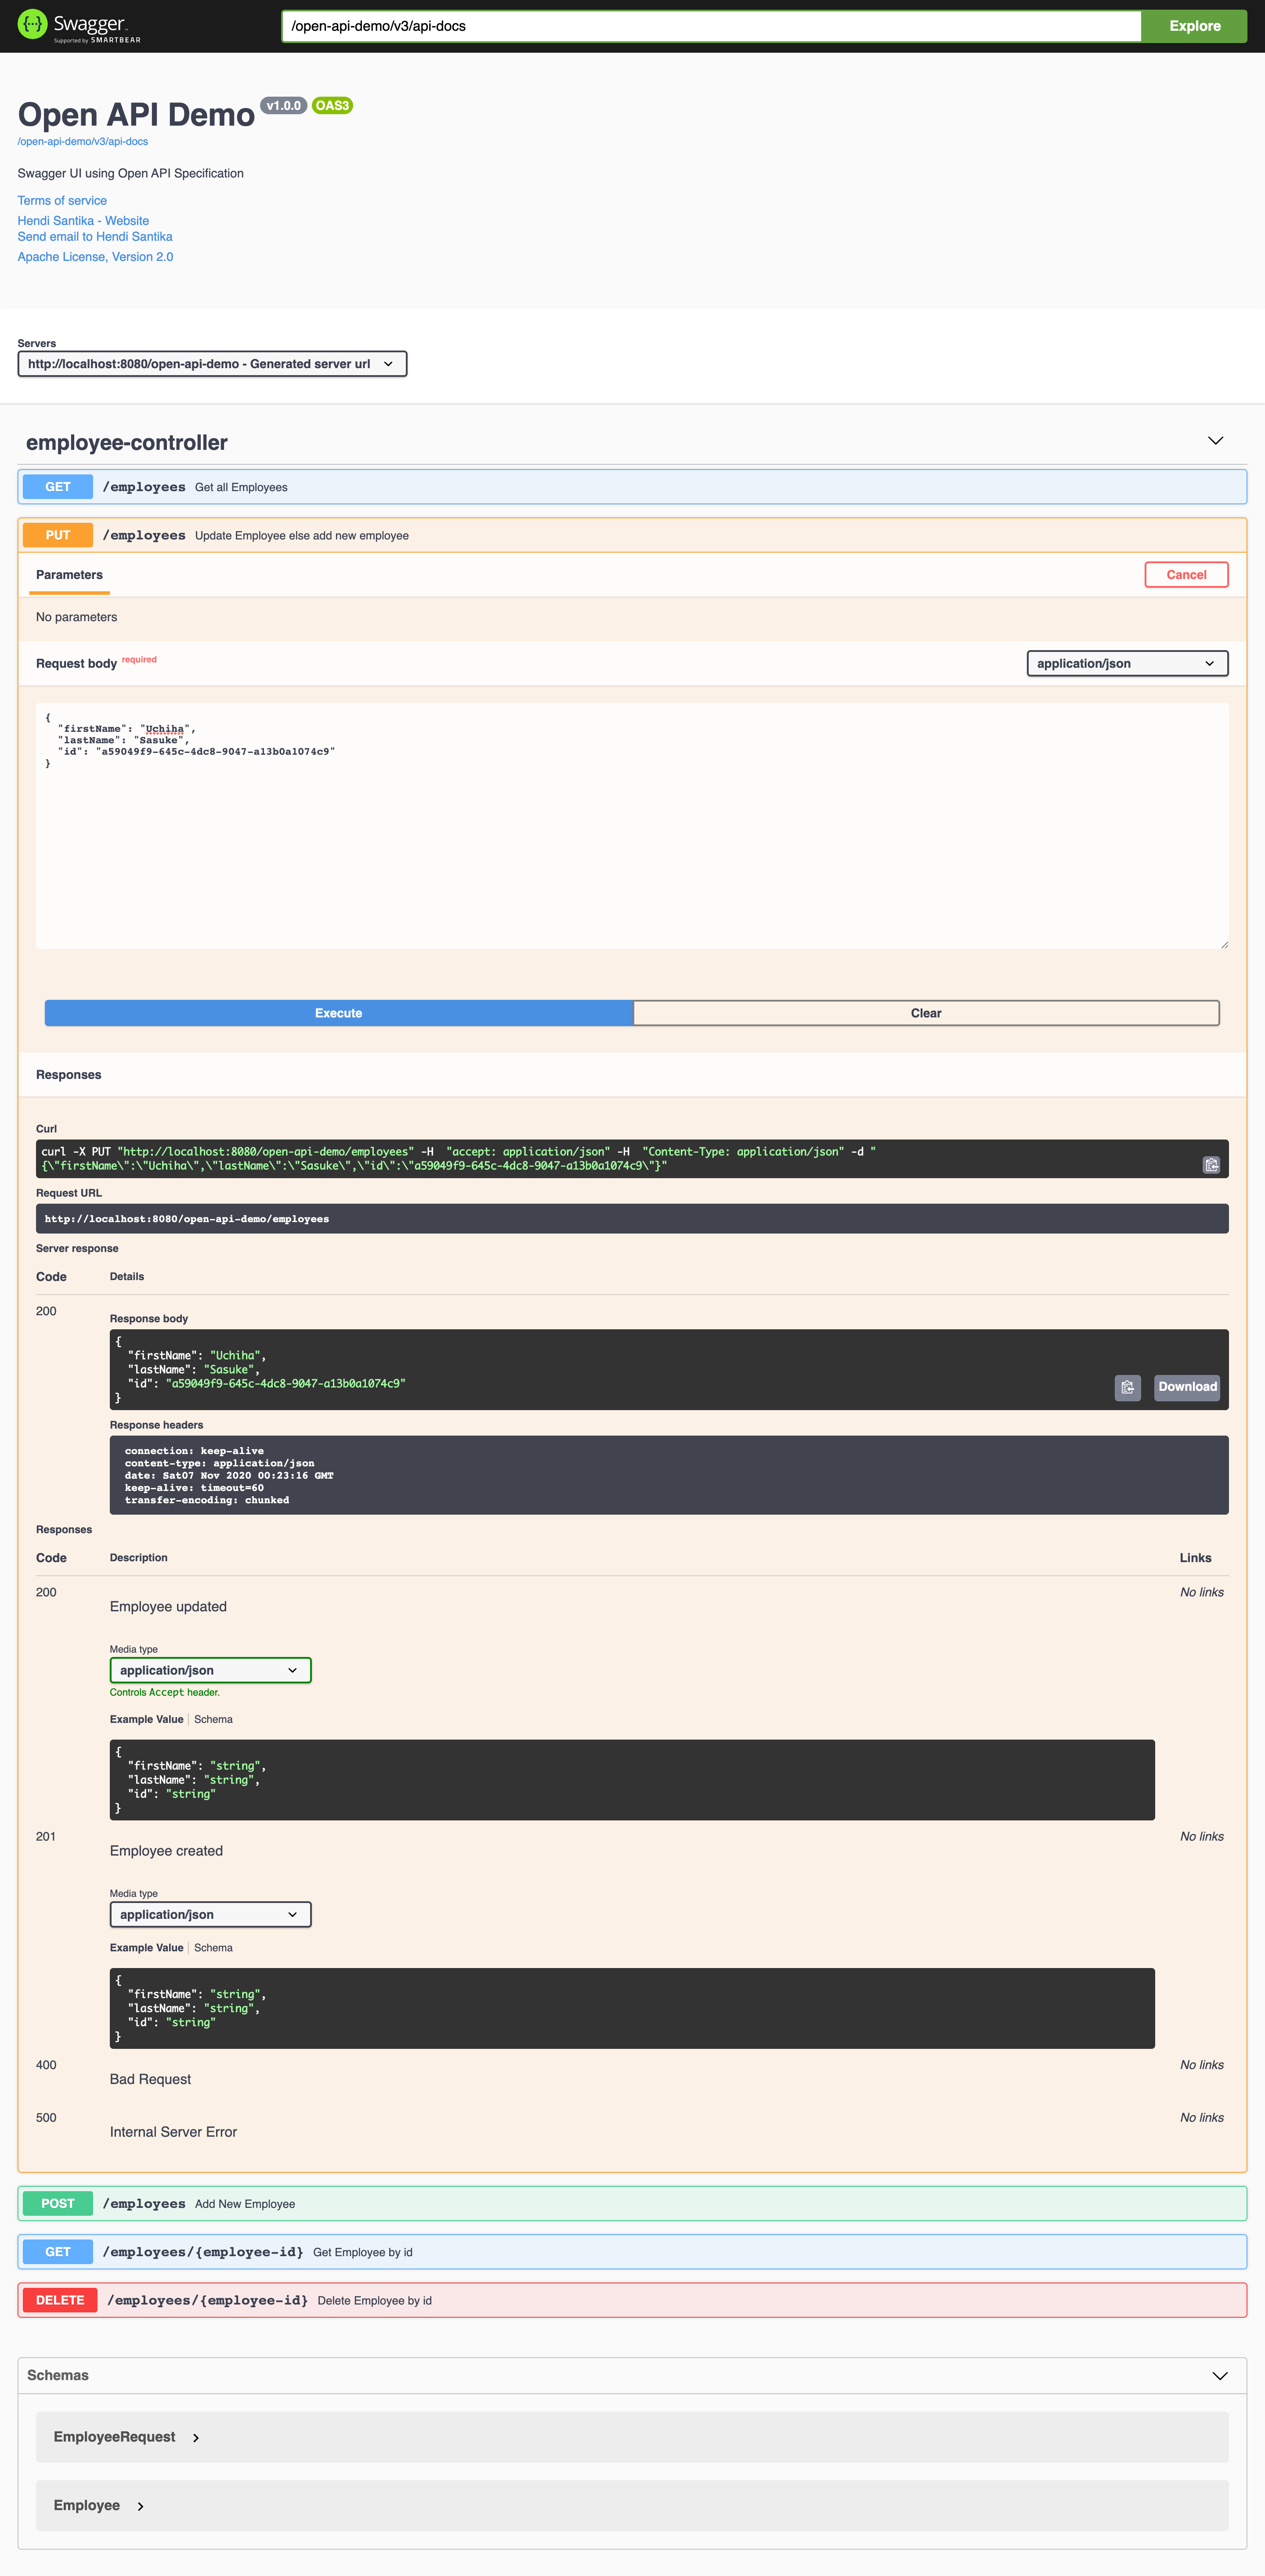 Swagger
Supported by SMARTBEAR
/open-api-demo/v3/api-docs
Explore
Open API Demo v1.0.0 OAS3
/open-api-demo/v3/api-docs
Swagger UI using Open API Specification
Terms of service
Hendi Santika - Website
Send email to Hendi Santika
Apache License, Version 2.0
Servers
http://localhost:8080/open-api-demo - Generated server url
employee-controller
GET /employees Get all Employees
PUT /employees Update Employee else add new employee
Parameters
Cancel
No parameters
Request body required
application/json
{
"firstName": "Uchiha",
"lastName": "Sasuke",
"id": "a59049f9-645c-4dc8-9047-a13b0a1074c9"
}
Execute
Clear
Responses
Curl
curl -X PUT "http://localhost:8080/open-api-demo/employees" -H  "accept: application/json" -H  "Content-Type: application/json" -d "
{\"firstName\":\"Uchiha\",\"lastName\":\"Sasuke\",\"id\":\"a59049f9-645c-4dc8-9047-a13b0a1074c9\"}"
Request URL
http://localhost:8080/open-api-demo/employees
Server response
Code Details
200
Response body
{
"firstName": "Uchiha",
"lastName": "Sasuke",
"id": "a59049f9-645c-4dc8-9047-a13b0a1074c9"
}
Download
Response headers
connection: keep-alive
content-type: application/json
date: Sat07 Nov 2020 00:23:16 GMT
keep-alive: timeout=60
transfer-encoding: chunked
Responses
Code Description Links
200 No links
Employee updated
Media type
application/json
Controls Accept header.
Example Value Schema
{
"firstName": "string",
"lastName": "string",
"id": "string"
}
201 No links
Employee created
Media type
application/json
Example Value Schema
{
"firstName": "string",
"lastName": "string",
"id": "string"
}
400 No links
Bad Request
500 No links
Internal Server Error
POST /employees Add New Employee
GET /employees/{employee-id} Get Employee by id
DELETE /employees/{employee-id} Delete Employee by id
Schemas
EmployeeRequest
Employee